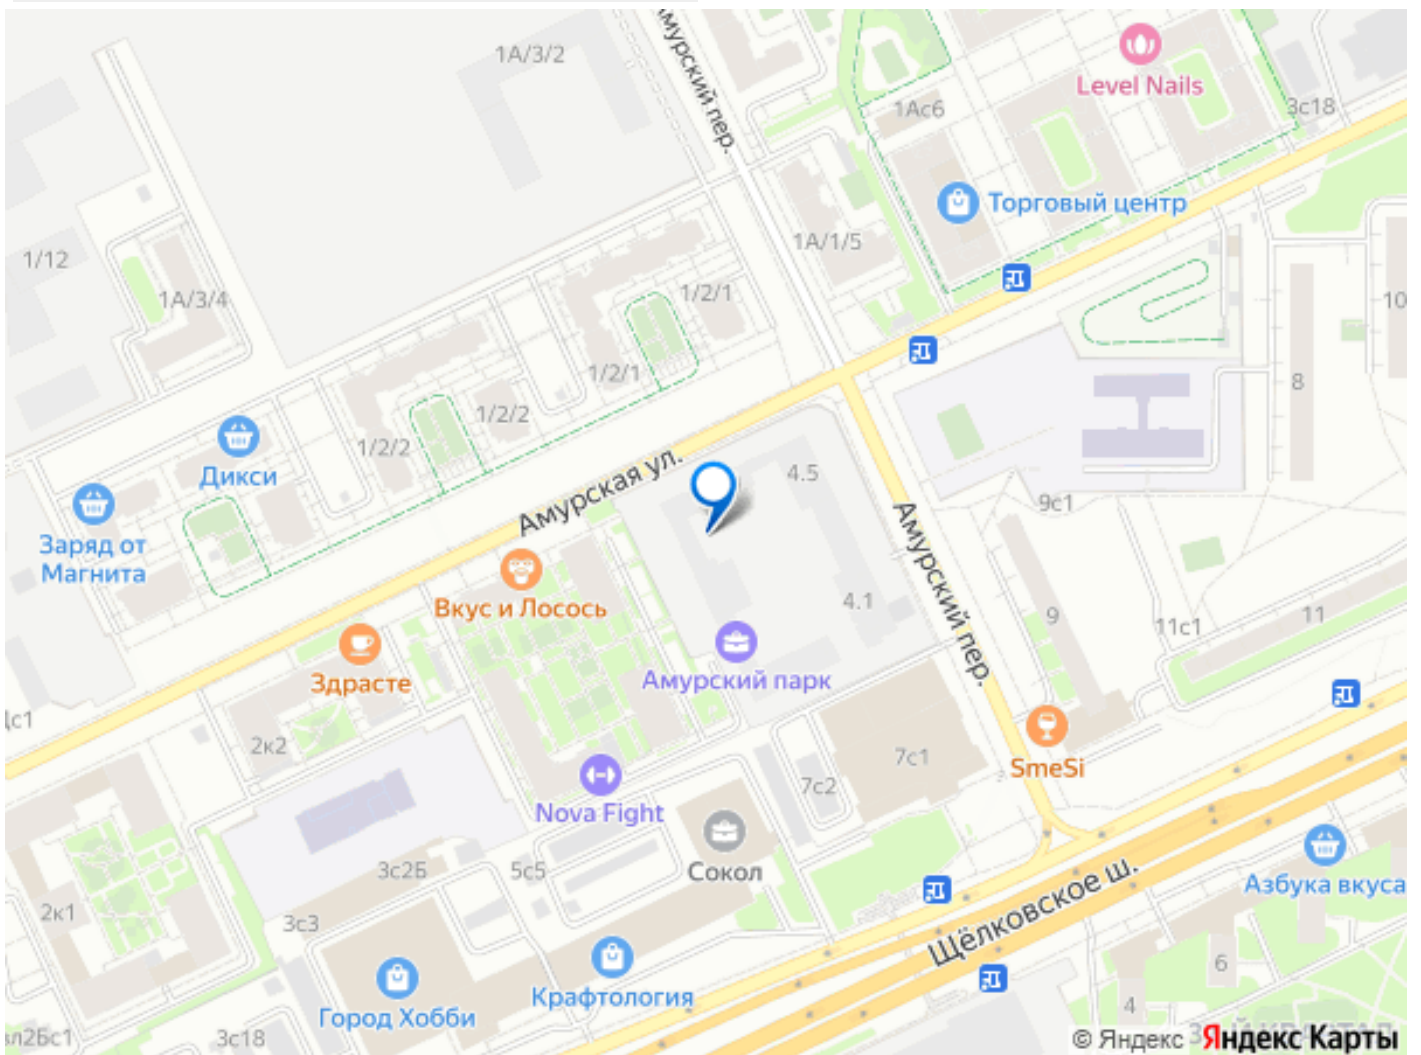 1А/3/2
Амурский пер.
Level Nails
1Ас6
3с18
Торговый центр
1/12
1А/1/5
1А/3/4
1/2/1
10
1/2/1
8
1/2/2
1/2/2
Дикси
Амурская ул.
4.5
9с1
Заряд от
Магнита
Амурский пер.
Вкус и Лосось
4.1
9
11с1
11
Здрасте
Амурский парк
2к2
7с1
SmeSi
7с2
Nova Fight
Сокол
3с2Б
5с5
Щёлковское ш.
Азбука вкуса
2к1
3с3
6
Крафтология
4
Город Хобби
3с18
© Яндекс
Яндекс Карты